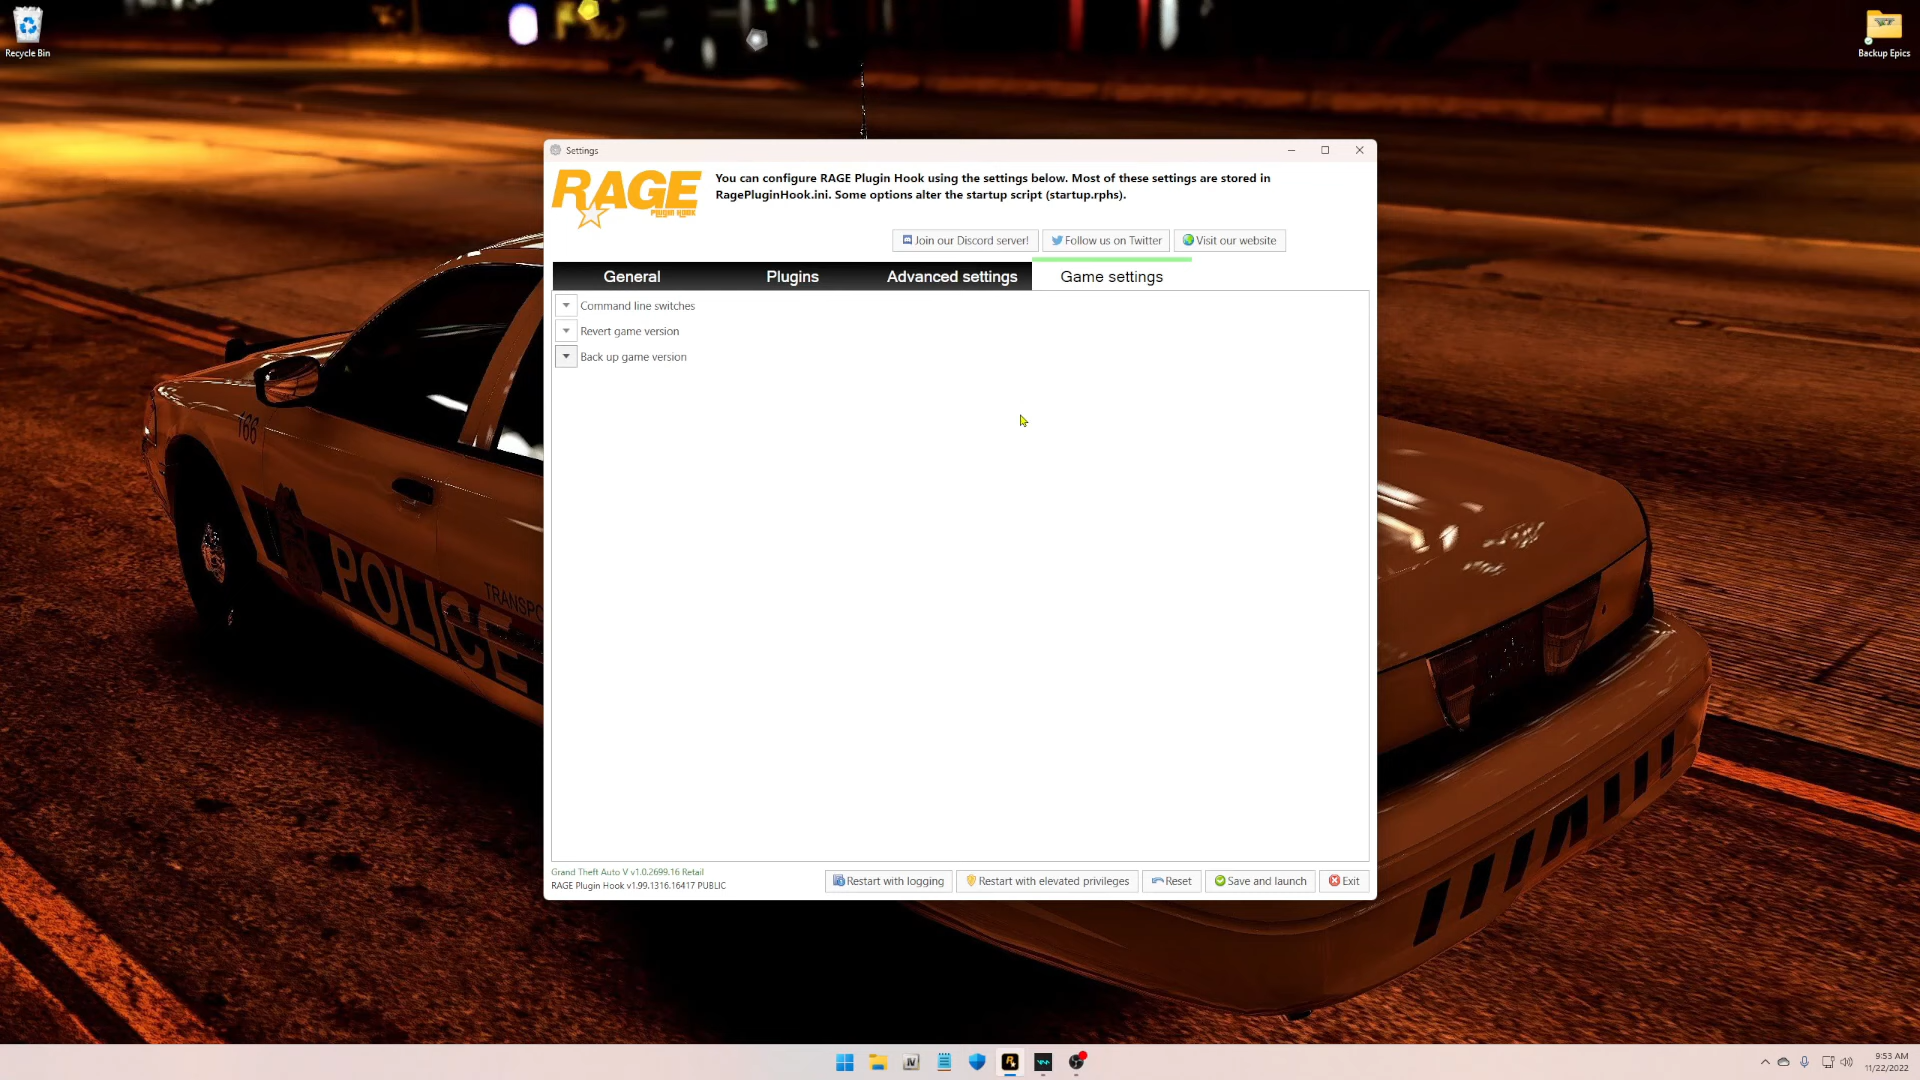 Recycle Bin
Backup Epics
Settings
RAGE
PLUGIN HOOK
You can configure RAGE Plugin Hook using the settings below. Most of these settings are stored in
RagePluginHook.ini. Some options alter the startup script (startup.rphs).
Join our Discord server!
Follow us on Twitter
Visit our website
General
Plugins
Advanced settings
Game settings
Command line switches
Revert game version
Back up game version
166
POLICE
TRANSPO
Grand Theft Auto V v1.0.2699.16 Retail
RAGE Plugin Hook v1.99.1316.16417 PUBLIC
Restart with logging
Restart with elevated privileges
Reset
Save and launch
Exit
IV
9:53 AM
11/22/2022